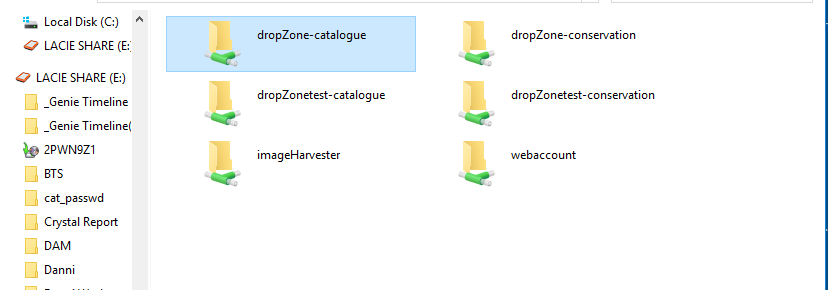 Local Disk (C:)
LACIE SHARE (E:)
LACIE SHARE (E:)
_Genie Timeline
_Genie Timeline(
2PWN9Z1
BTS
cat_passwd
Crystal Report
DAM
Danni
dropZone-catalogue
dropZone-conservation
dropZonetest-catalogue
dropZonetest-conservation
imageHarvester
webaccount